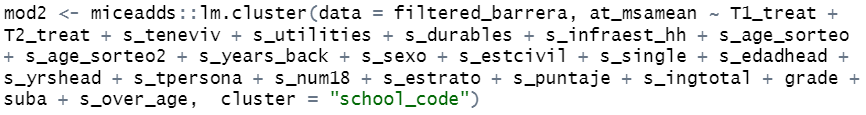 mod2 <- miceadds::lm.cluster(data = filtered_barrera, at_msamean ~ T1_treat +
T2_treat + s_teneviv + s_utilities + s_durables + s_infraest_hh + s_age_sorteo
+ s_age_sorteo2 + s_years_back + s_sexo + s_estcivil + s_single + s_edadhead +
s_yrshead + s_tpersona + s_num18 + s_estrato + s_puntaje + s_ingtotal + grade +
suba + s_over_age,  cluster = "school_code")